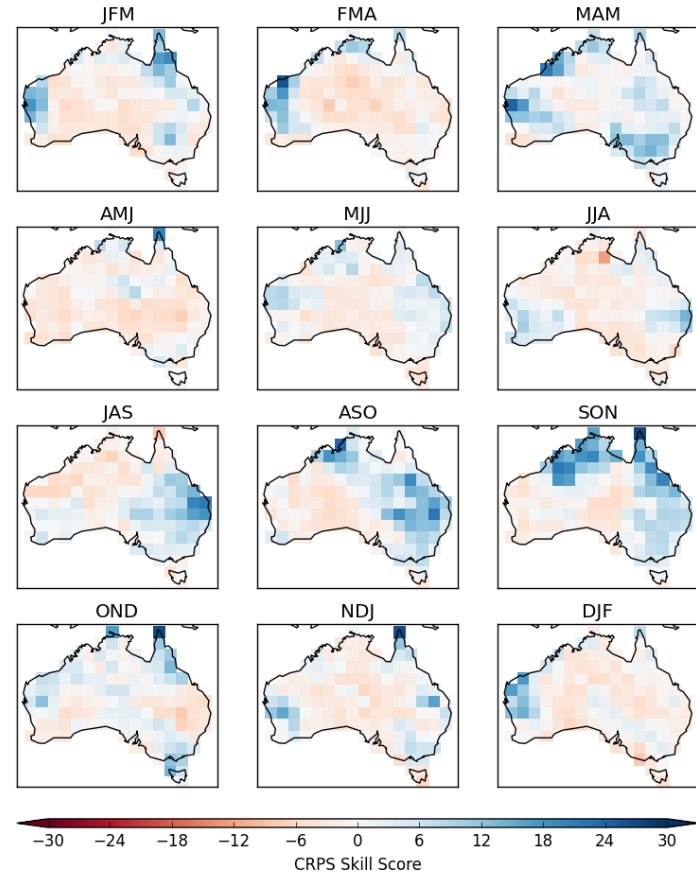 JFM FMA MAM
AMJ MJJ JJA
JAS ASO SON
OND NDJ DJF
−30 −24 −18 −12 −6 0 6 12 18 24 30
CRPS Skill Score